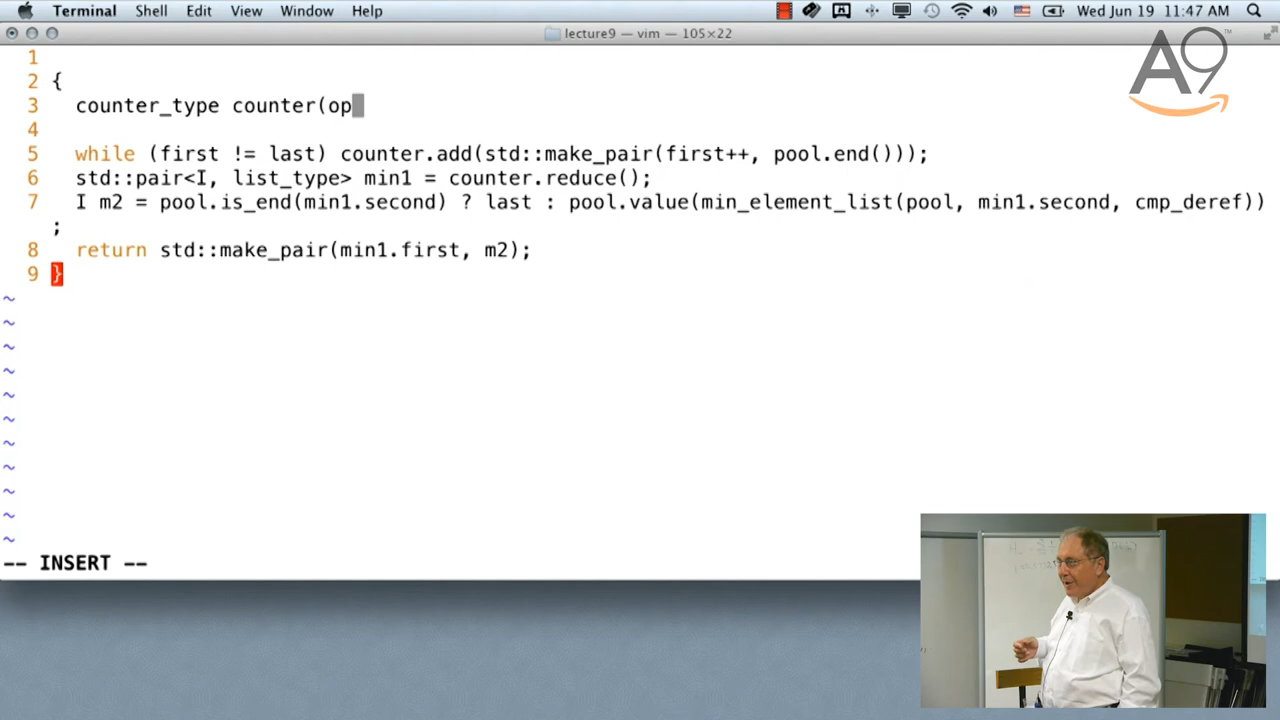 Terminal Shell Edit View Window Help Wed Jun 19 11:47 AM
lecture9 — vim — 105×22
A9™
1
2 {
3 counter_type counter(op
4
5 while (first != last) counter.add(std::make_pair(first++, pool.end()));
6 std::pair<I, list_type> min1 = counter.reduce();
7 I m2 = pool.is_end(min1.second) ? last : pool.value(min_element_list(pool, min1.second, cmp_deref))
;
8 return std::make_pair(min1.first, m2);
9 }
~
~
~
~
~
~
~
~
~
~
~
-- INSERT --